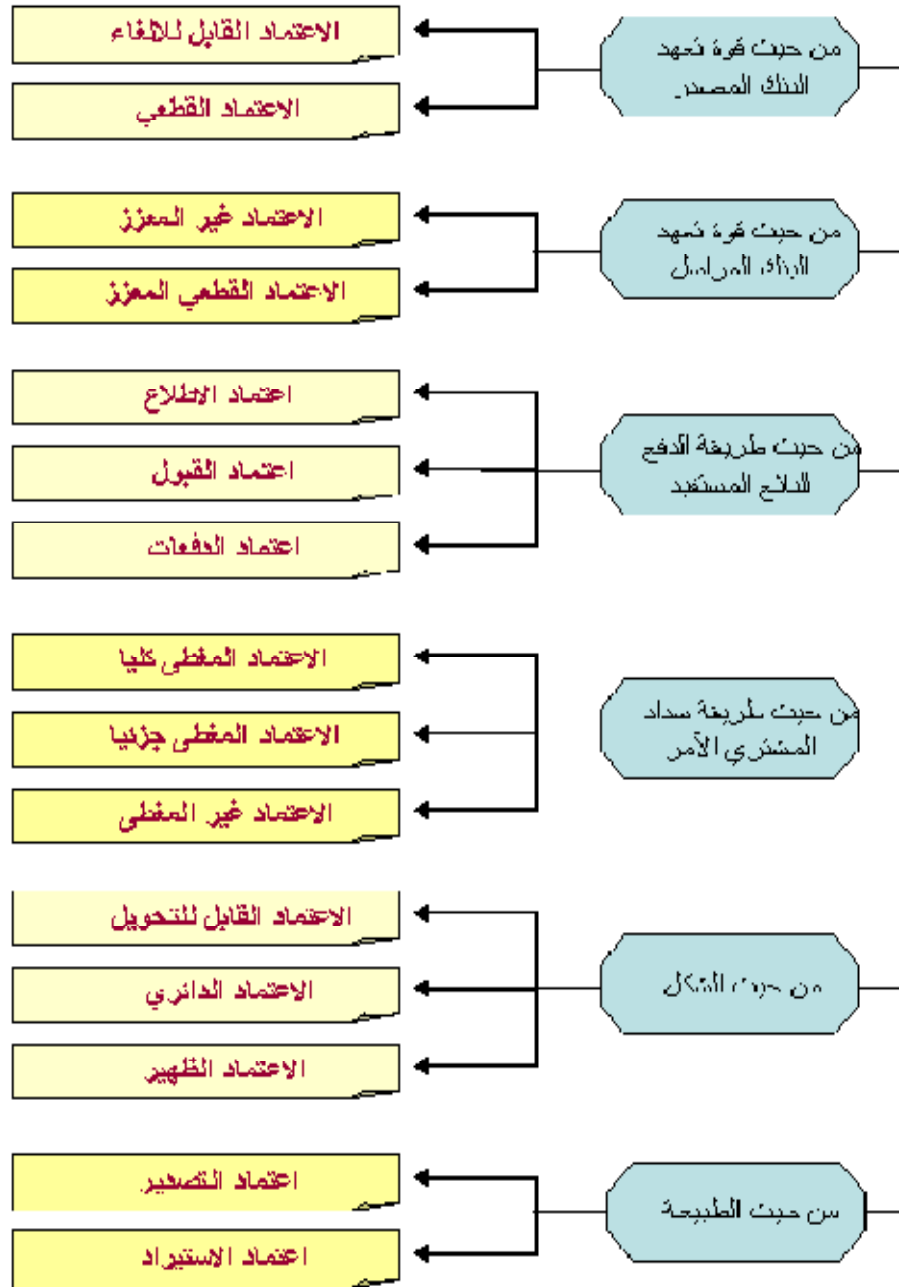 من حيث قوة تعهد
البنك المصدر
الاعتماد القابل للالغاء
الاعتماد القطعي
من حيث قوة تعهد
البنك المراسل
الاعتماد غير المعزز
الاعتماد القطعي المعزز
من حيث طريقة الدفع
للبائع المستفيد
اعتماد الاطلاع
اعتماد القبول
اعتماد الدفعات
من حيث طريقة سداد
المشتري الآمر
الاعتماد المغطى كليا
الاعتماد المغطى جزئيا
الاعتماد غير المغطى
من حيث الشكل
الاعتماد القابل للتحويل
الاعتماد الدائري
الاعتماد الظهير
من حيث الطبيعة
اعتماد التصدير
اعتماد الاستيراد